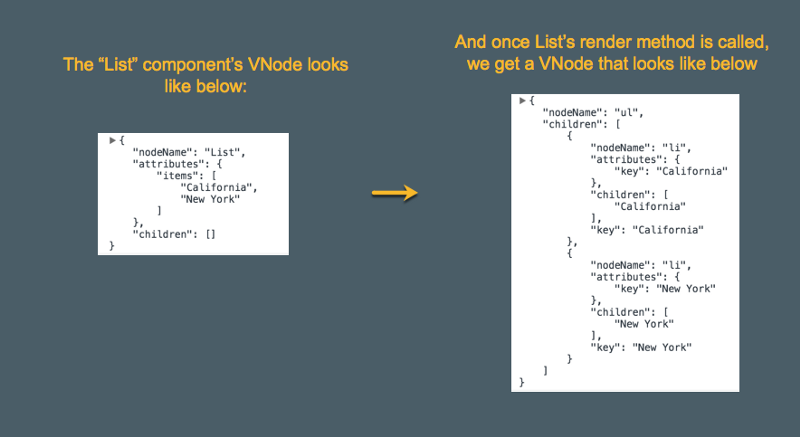 The “List” component’s VNode looks
like below:
{
"nodeName": "List",
"attributes": {
"items": [
"California",
"New York"
]
},
"children": []
}
And once List’s render method is called,
we get a VNode that looks like below
{
"nodeName": "ul",
"children": [
{
"nodeName": "li",
"attributes": {
"key": "California"
},
"children": [
"California"
],
"key": "California"
},
{
"nodeName": "li",
"attributes": {
"key": "New York"
},
"children": [
"New York"
],
"key": "New York"
}
]
}